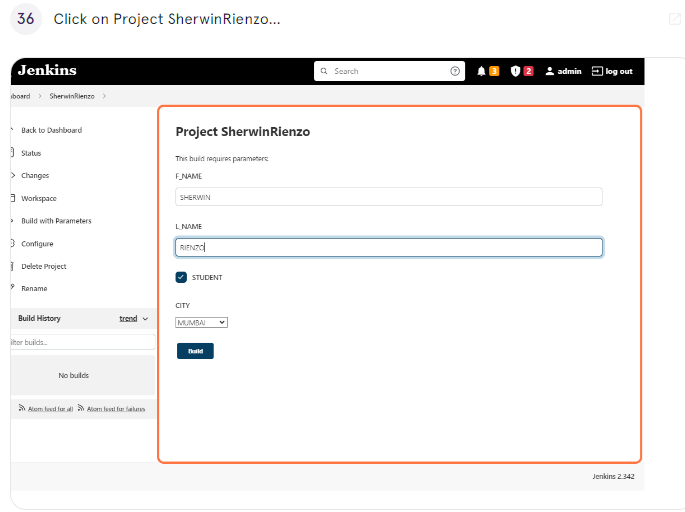 36 Click on Project SherwinRienzo...
Jenkins
Search
3 2 admin log out
board > SherwinRienzo >
Back to Dashboard
Status
Changes
Workspace
Build with Parameters
Configure
Delete Project
Rename
Build History trend
ilter builds...
No builds
Atom feed for all Atom feed for failures
Project SherwinRienzo
This build requires parameters:
F_NAME
SHERWIN
L_NAME
RIENZO
STUDENT
CITY
MUMBAI
Build
Jenkins 2.342